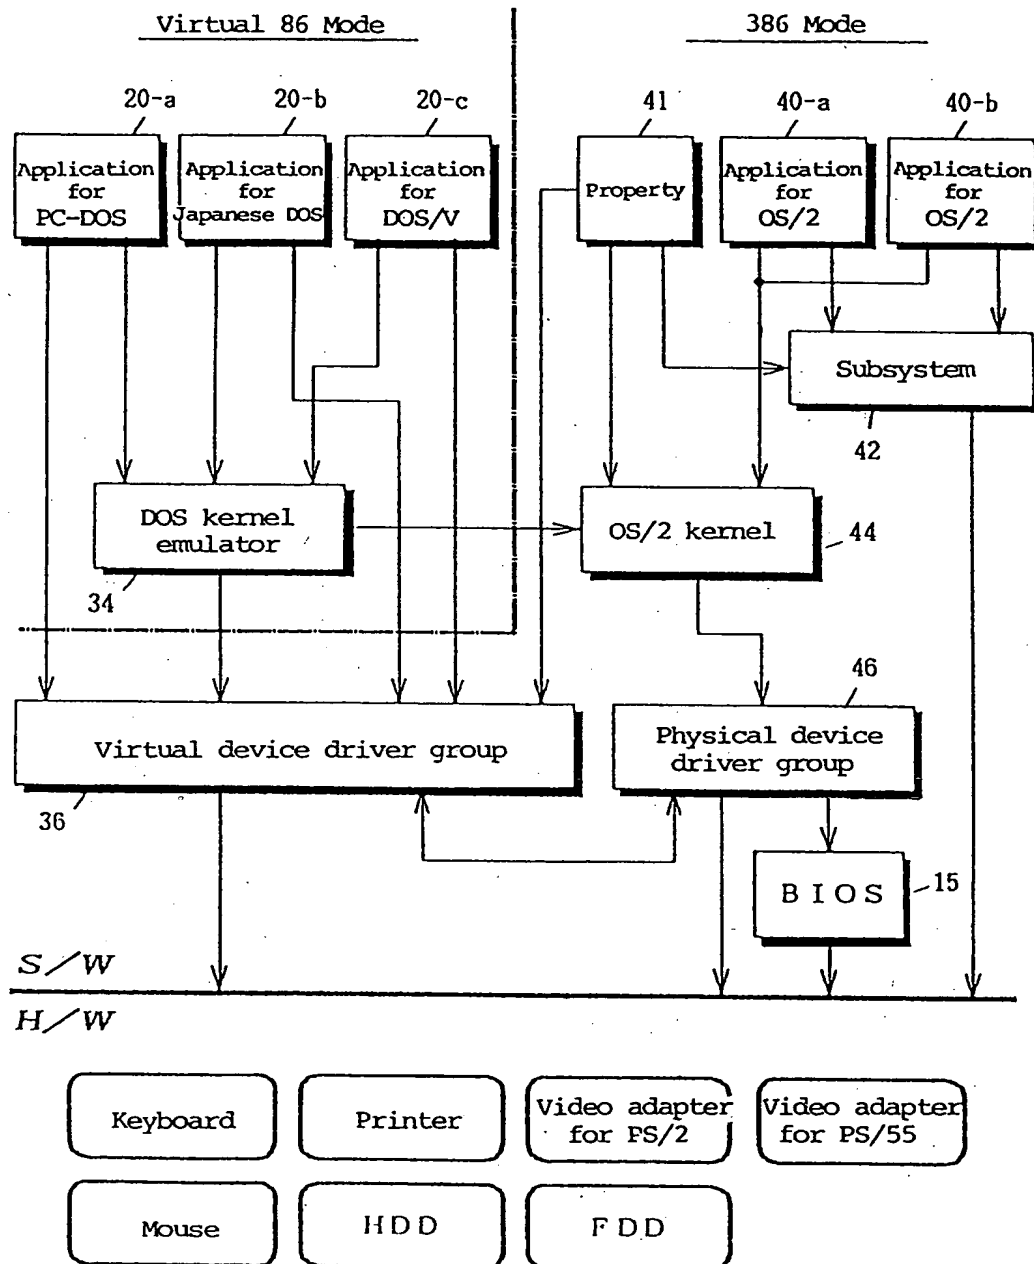 Virtual 86 Mode
386 Mode
20-a
20-b
20-c
41
40-a
40-b
Application
for
PC-DOS
Application
for
Japanese DOS
Application
for
DOS/V
Property
Application
for
OS/2
Application
for
OS/2
Subsystem
42
DOS kernel
emulator
34
OS/2 kernel
44
46
Virtual device driver group
36
Physical device
driver group
BIOS
15
S/W
H/W
Keyboard
Printer
Video adapter
for PS/2
Video adapter
for PS/55
Mouse
HDD
FDD